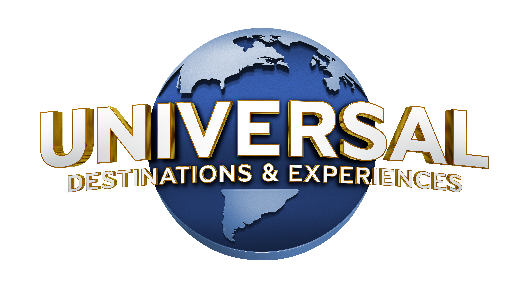 UNIVERSAL
DESTINATIONS & EXPERIENCES